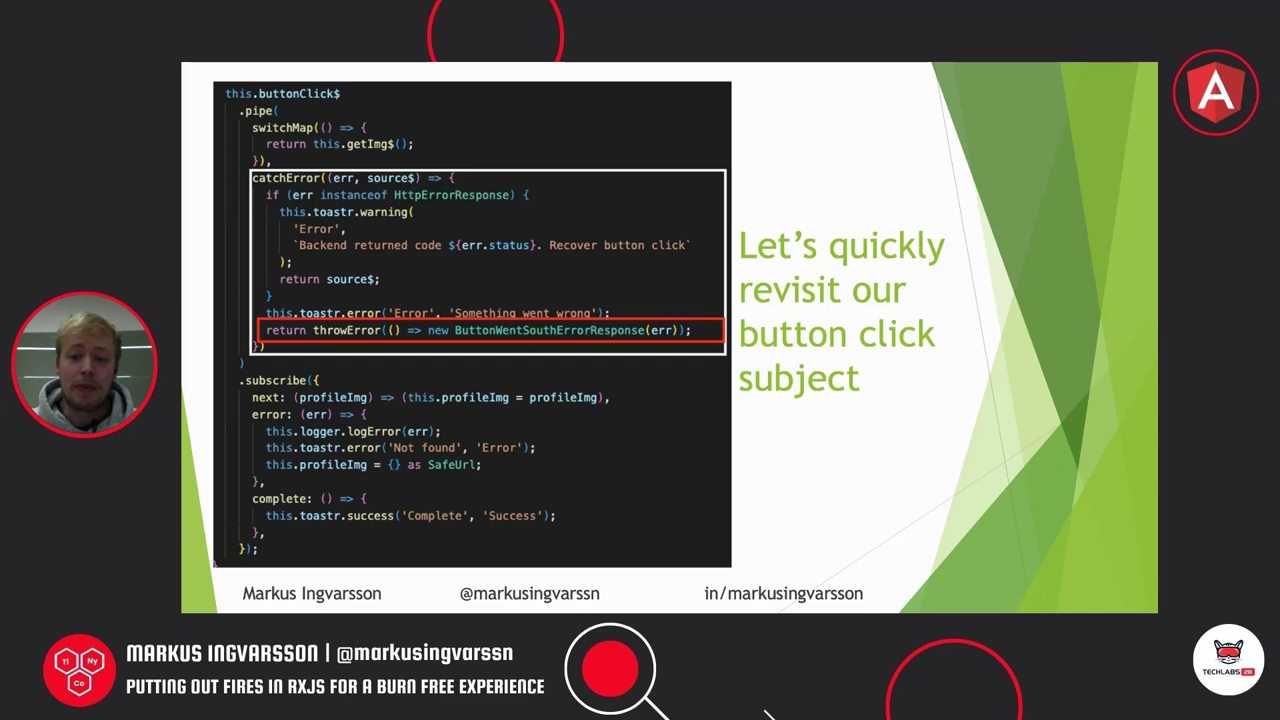 this.buttonClick$
.pipe(
switchMap(() => {
return this.getImg$();
}),
catchError((err, source$) => {
if (err instanceof HttpErrorResponse) {
this.toastr.warning(
'Error',
`Backend returned code ${err.status}. Recover button click`
);
return source$;
}
this.toastr.error('Error', 'Something went wrong');
return throwError(() => new ButtonWentSouthErrorResponse(err));
})
)
.subscribe({
next: (profileImg) => (this.profileImg = profileImg),
error: (err) => {
this.logger.logError(err);
this.toastr.error('Not found', 'Error');
this.profileImg = {} as SafeUrl;
},
complete: () => {
this.toastr.success('Complete', 'Success');
},
});
Let's quickly
revisit our
button click
subject
Markus Ingvarsson @markusingvarssn in/markusingvarsson
A
Ti Ny
Co
MARKUS INGVARSSON | @markusingvarssn
PUTTING OUT FIRES IN RXJS FOR A BURN FREE EXPERIENCE
TECHLABS 28